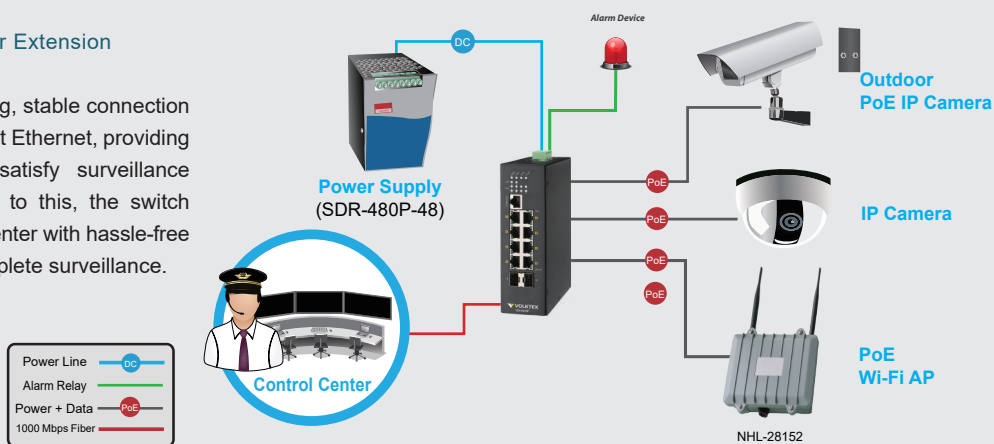 r Extension
g, stable connection
t Ethernet, providing
satisfy surveillance
to this, the switch
enter with hassle-free
plete surveillance.
Alarm Device
DC
Power Supply
(SDR-480P-48)
Outdoor
PoE IP Camera
PoE
PoE
IP Camera
PoE
PoE
VOLKTEK
Control Center
PoE
Wi-Fi AP
NHL-28152
Power Line
DC
Alarm Relay
Power + Data
PoE
1000 Mbps Fiber